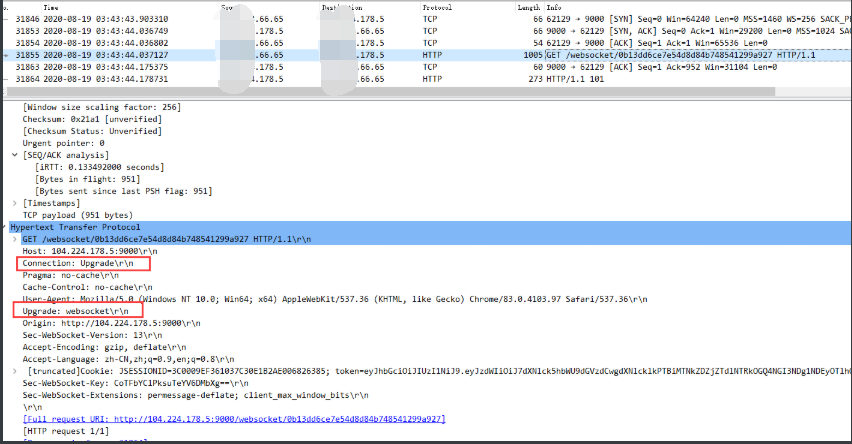 o. Time Source Destination Protocol Length Info
31846 2020-08-19 03:43:43.903310 .66.65 .178.5 TCP 66 62129 → 9000 [SYN] Seq=0 Win=64240 Len=0 MSS=1460 WS=256 SACK_PE
31853 2020-08-19 03:43:44.036749 .178.5 .66.65 TCP 66 9000 → 62129 [SYN, ACK] Seq=0 Ack=1 Win=29200 Len=0 MSS=1024 SAC
31854 2020-08-19 03:43:44.036802 .66.65 .178.5 TCP 54 62129 → 9000 [ACK] Seq=1 Ack=1 Win=65536 Len=0
31855 2020-08-19 03:43:44.037127 .66.65 .178.5 HTTP 1005 GET /websocket/0b13dd6ce7e54d8d84b748541299a927 HTTP/1.1
31863 2020-08-19 03:43:44.175375 .178.5 .66.65 TCP 60 9000 → 62129 [ACK] Seq=1 Ack=952 Win=31104 Len=0
31864 2020-08-19 03:43:44.178731 .178.5 .66.65 HTTP 273 HTTP/1.1 101
[Window size scaling factor: 256]
Checksum: 0x21a1 [unverified]
[Checksum Status: Unverified]
Urgent pointer: 0
[SEQ/ACK analysis]
[iRTT: 0.133492000 seconds]
[Bytes in flight: 951]
[Bytes sent since last PSH flag: 951]
[Timestamps]
TCP payload (951 bytes)
Hypertext Transfer Protocol
GET /websocket/0b13dd6ce7e54d8d84b748541299a927 HTTP/1.1\r\n
Host: 104.224.178.5:9000\r\n
Connection: Upgrade\r\n
Pragma: no-cache\r\n
Cache-Control: no-cache\r\n
User-Agent: Mozilla/5.0 (Windows NT 10.0; Win64; x64) AppleWebKit/537.36 (KHTML, like Gecko) Chrome/83.0.4103.97 Safari/537.36\r\n
Upgrade: websocket\r\n
Origin: http://104.224.178.5:9000\r\n
Sec-WebSocket-Version: 13\r\n
Accept-Encoding: gzip, deflate\r\n
Accept-Language: zh-CN,zh;q=0.9,en;q=0.8\r\n
[truncated]Cookie: JSESSIONID=3C0009EF361037C30E1B2AE006826385;
Sec-WebSocket-Key: CoTFbYClPksuTeYV6DMbXg==\r\n
Sec-WebSocket-Extensions: permessage-deflate; client_max_window_bits\r\n
\r\n
[Full request URI: http://104.224.178.5:9000/websocket/0b13dd6ce7e54d8d84b748541299a927]
[HTTP request 1/1]